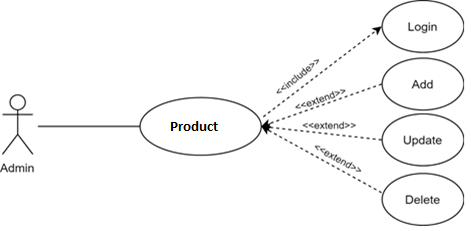 Login
<<include>>
Add
<<extend>>
Product
<<extend>>
Update
Admin
<<extend>>
Delete